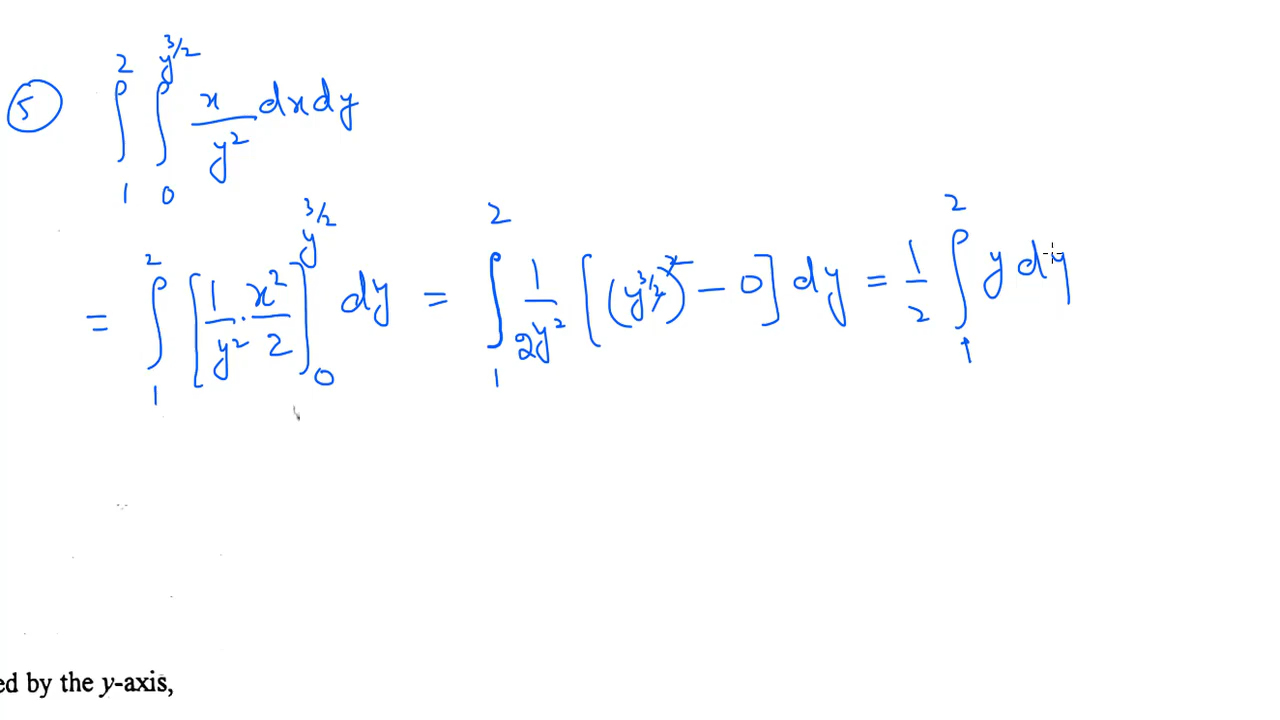 ⑤ ∫₁² ∫₀^{y^{3/2}} x/y² dx dy
= ∫₁² [1/y² · x²/2]₀^{y^{3/2}} dy = ∫₁² 1/(2y²) [(y^{3/2})² − 0] dy = 1/2 ∫₁² y dy
ed by the y-axis,